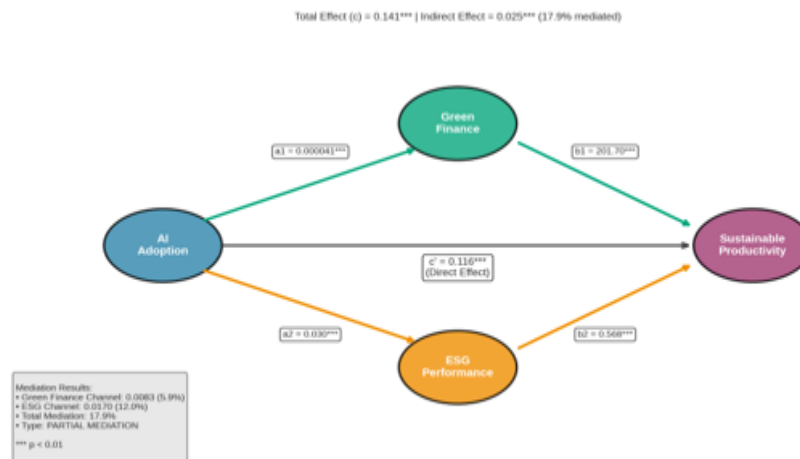 Total Effect (c) = 0.141*** | Indirect Effect = 0.025*** (17.9% mediated)
Green
Finance
a1 = 0.000041***
b1 = 201.70***
AI
Adoption
Sustainable
Productivity
c' = 0.116***
(Direct Effect)
a2 = 0.030***
b2 = 0.568***
ESG
Performance
Mediation Results:
• Green Finance Channel: 0.0083 (5.9%)
• ESG Channel: 0.0170 (12.0%)
• Total Mediation: 17.9%
• Type: PARTIAL MEDIATION
*** p < 0.01